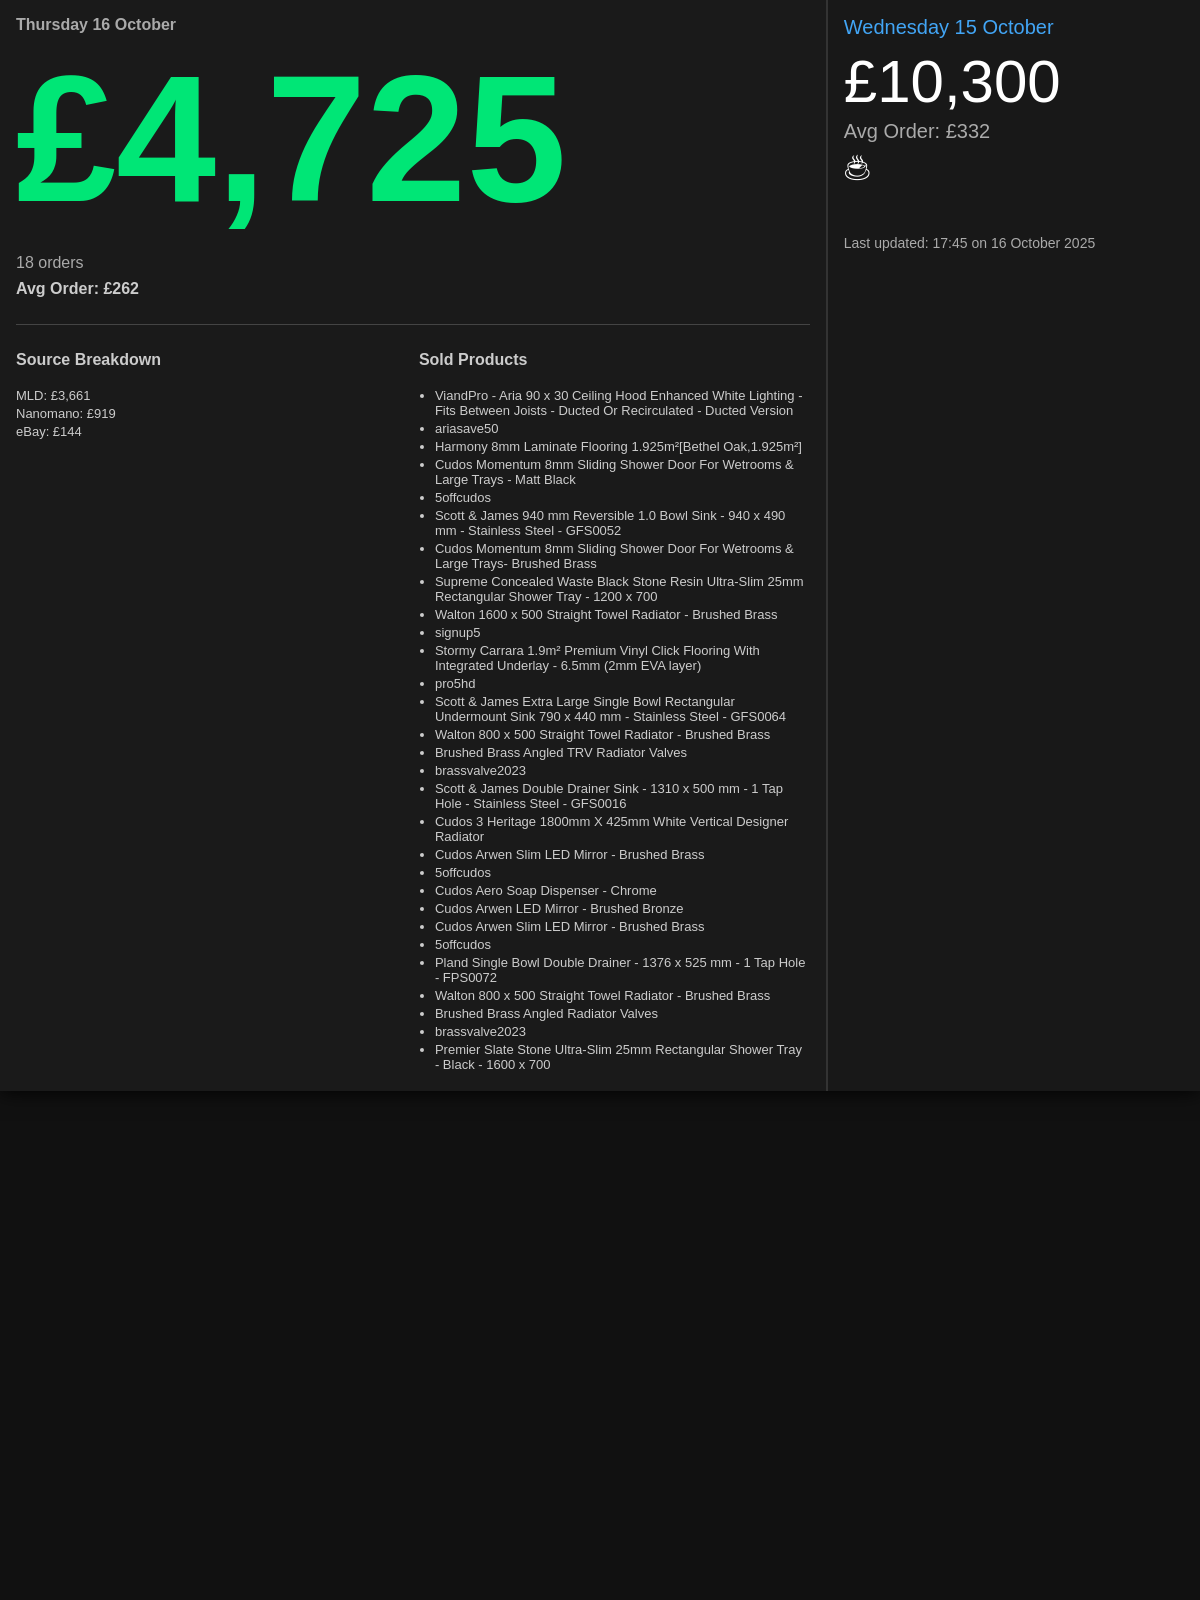 Thursday 16 October
£4,725
18 orders
Avg Order: £262
Source Breakdown
MLD: £3,661
Nanomano: £919
eBay: £144
Sold Products
ViandPro - Aria 90 x 30 Ceiling Hood Enhanced White Lighting -
Fits Between Joists - Ducted Or Recirculated - Ducted Version
ariasave50
Harmony 8mm Laminate Flooring 1.925m²[Bethel Oak,1.925m²]
Cudos Momentum 8mm Sliding Shower Door For Wetrooms &
Large Trays - Matt Black
5offcudos
Scott & James 940 mm Reversible 1.0 Bowl Sink - 940 x 490
mm - Stainless Steel - GFS0052
Cudos Momentum 8mm Sliding Shower Door For Wetrooms &
Large Trays- Brushed Brass
Supreme Concealed Waste Black Stone Resin Ultra-Slim 25mm
Rectangular Shower Tray - 1200 x 700
Walton 1600 x 500 Straight Towel Radiator - Brushed Brass
signup5
Stormy Carrara 1.9m² Premium Vinyl Click Flooring With
Integrated Underlay - 6.5mm (2mm EVA layer)
pro5hd
Scott & James Extra Large Single Bowl Rectangular
Undermount Sink 790 x 440 mm - Stainless Steel - GFS0064
Walton 800 x 500 Straight Towel Radiator - Brushed Brass
Brushed Brass Angled TRV Radiator Valves
brassvalve2023
Scott & James Double Drainer Sink - 1310 x 500 mm - 1 Tap
Hole - Stainless Steel - GFS0016
Cudos 3 Heritage 1800mm X 425mm White Vertical Designer
Radiator
Cudos Arwen Slim LED Mirror - Brushed Brass
5offcudos
Cudos Aero Soap Dispenser - Chrome
Cudos Arwen LED Mirror - Brushed Bronze
Cudos Arwen Slim LED Mirror - Brushed Brass
5offcudos
Pland Single Bowl Double Drainer - 1376 x 525 mm - 1 Tap Hole
- FPS0072
Walton 800 x 500 Straight Towel Radiator - Brushed Brass
Brushed Brass Angled Radiator Valves
brassvalve2023
Premier Slate Stone Ultra-Slim 25mm Rectangular Shower Tray
- Black - 1600 x 700
Wednesday 15 October
£10,300
Avg Order: £332
Last updated: 17:45 on 16 October 2025